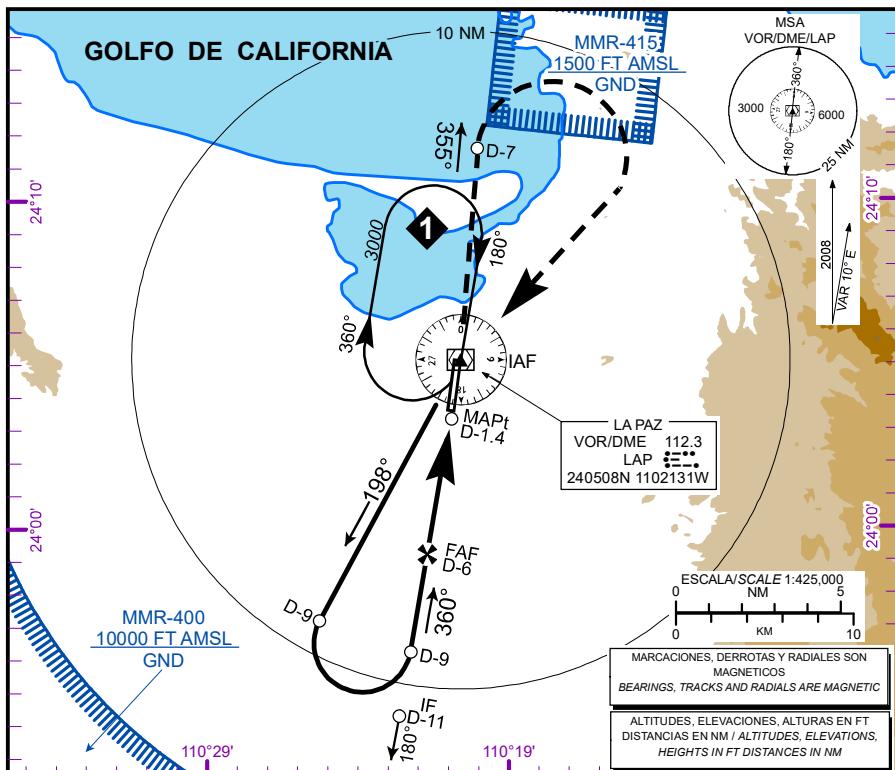 GOLFO DE CALIFORNIA
10 NM
MMR-415
1500 FT AMSL
GND
MSA
VOR/DME/LAP
360°
3000
6000
180°
25 NM
355°
D-7
24°10'
24°10'
1
3000
180°
360°
2008
VAR 10° E
0
9
18
27
IAF
MAPt
D-1.4
LA PAZ
VOR/DME 112.3
LAP
240508N 1102131W
198°
24°00'
24°00'
FAF
D-6
ESCALA/SCALE 1:425,000
NM
0 5
0 10
KM
D-9
360°
D-9
MMR-400
10000 FT AMSL
GND
MARCACIONES, DERROTAS Y RADIALES SON
MAGNETICOS
BEARINGS, TRACKS AND RADIALS ARE MAGNETIC
IF
D-11
180°
ALTITUDES, ELEVACIONES, ALTURAS EN FT
DISTANCIAS EN NM / ALTITUDES, ELEVATIONS,
HEIGHTS IN FT DISTANCES IN NM
110°29'
110°19'